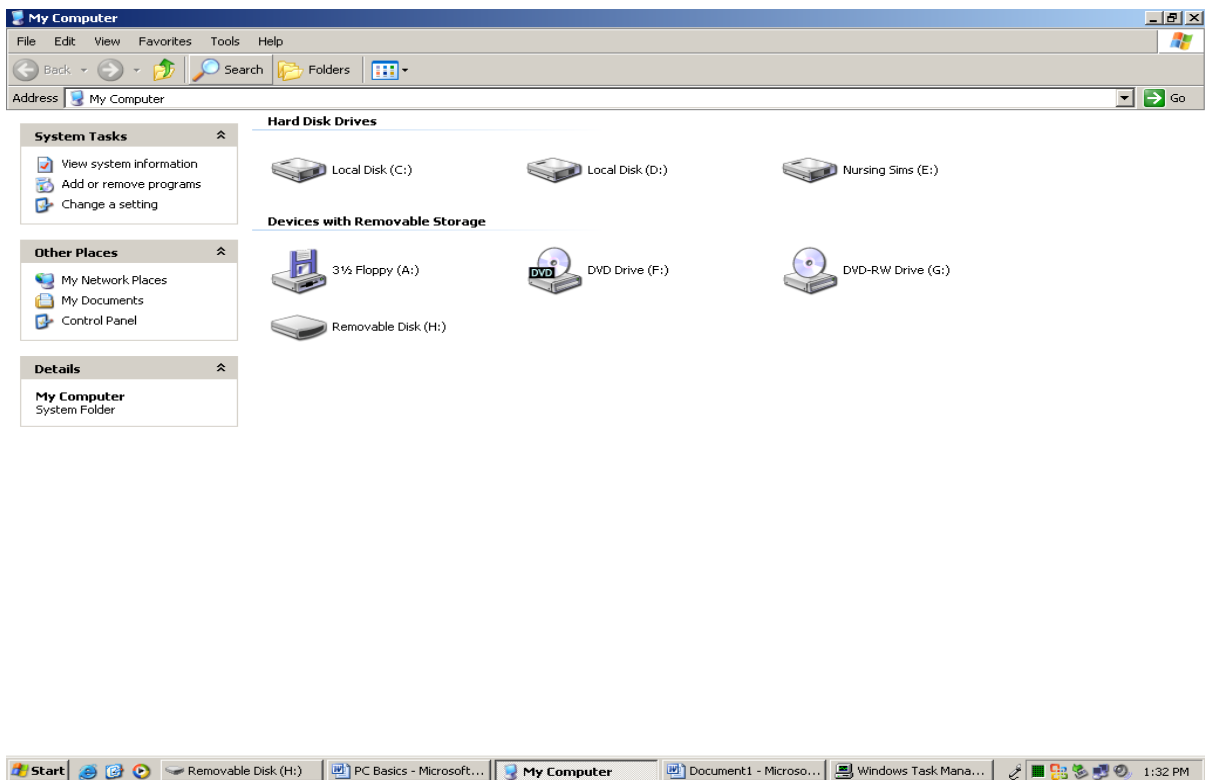 My Computer
File Edit View Favorites Tools Help
Back Search Folders
Address My Computer Go
System Tasks
View system information
Add or remove programs
Change a setting
Other Places
My Network Places
My Documents
Control Panel
Details
My Computer
System Folder
Hard Disk Drives
Local Disk (C:) Local Disk (D:) Nursing Sims (E:)
Devices with Removable Storage
3½ Floppy (A:) DVD DVD Drive (F:) DVD-RW Drive (G:)
Removable Disk (H:)
Start Removable Disk (H:) PC Basics - Microsoft... My Computer Document1 - Microso... Windows Task Mana... 1:32 PM